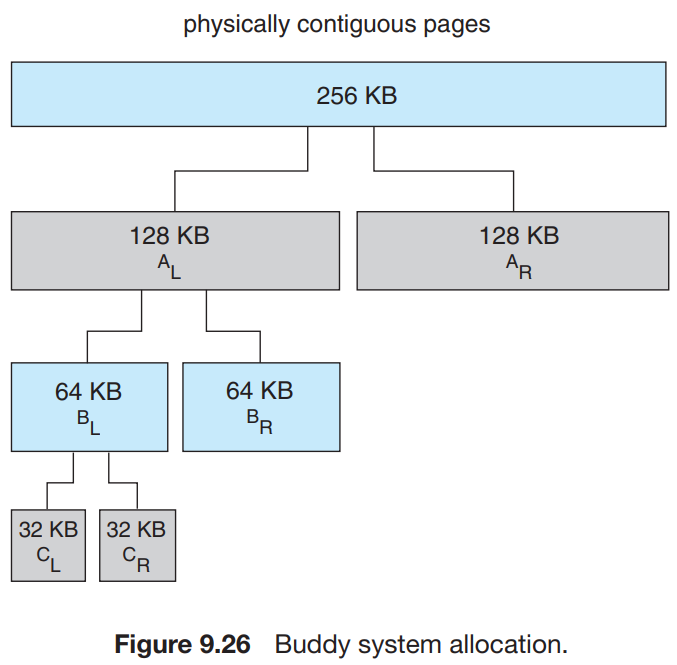 physically contiguous pages
256 KB
128 KB
AL
128 KB
AR
64 KB
BL
64 KB
BR
32 KB
CL
32 KB
CR
Figure 9.26 Buddy system allocation.